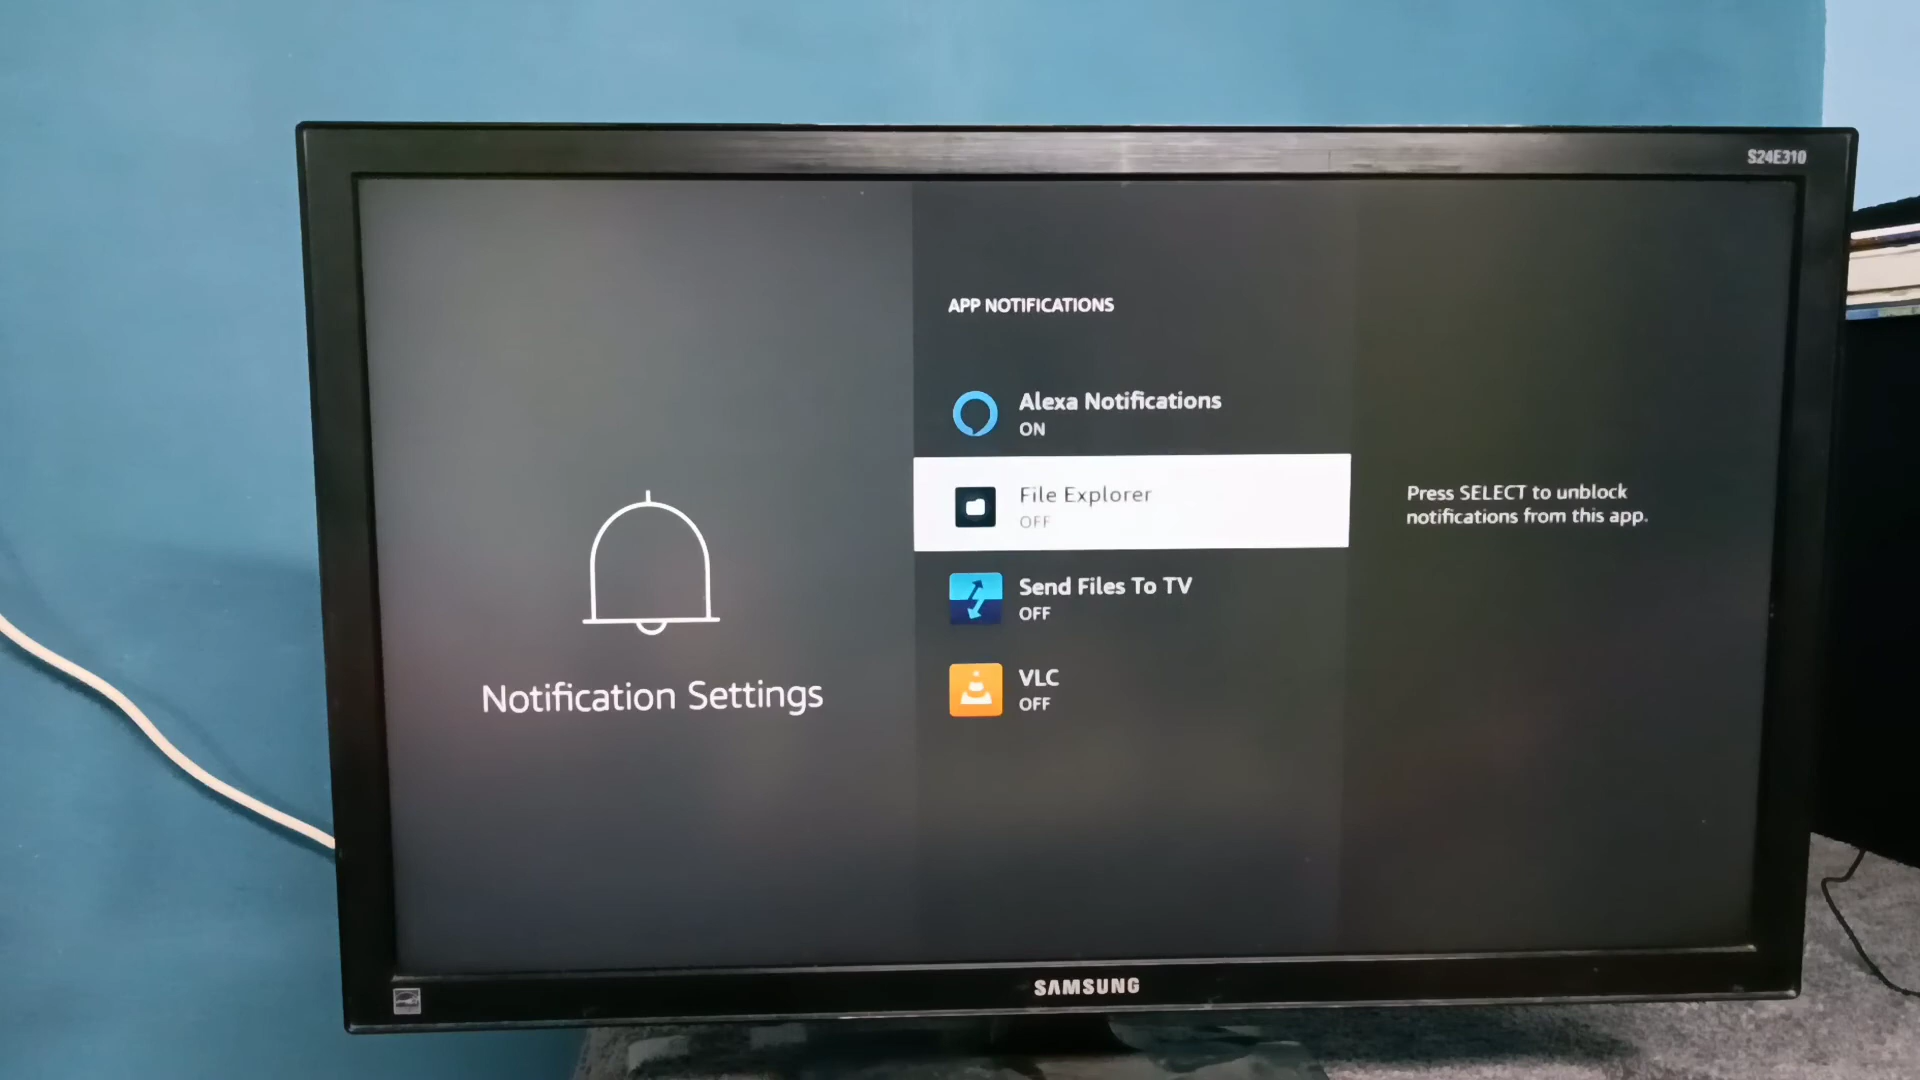 S24E310
APP NOTIFICATIONS
Alexa Notifications
ON
File Explorer
OFF
Press SELECT to unblock
notifications from this app.
Send Files To TV
OFF
VLC
OFF
Notification Settings
SAMSUNG